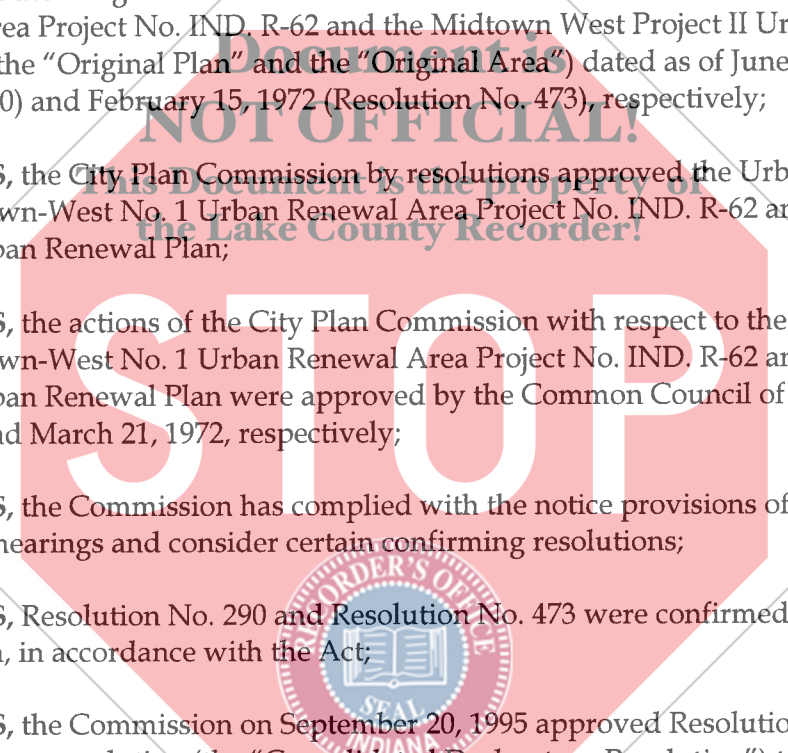 rea Project No. IND. R-62 and the Midtown West Project II Ur
Document is
the "Original Plan" and the "Original Area") dated as of June
0) and February 15, 1972 (Resolution No. 473), respectively;
NOT OFFICIAL!
S, the City Plan Commission by resolutions approved the Urb
This Document is the property of
wn-West No. 1 Urban Renewal Area Project No. IND. R-62 an
the Lake County Recorder!
ban Renewal Plan;
S, the actions of the City Plan Commission with respect to the
wn-West No. 1 Urban Renewal Area Project No. IND. R-62 an
STOP
ban Renewal Plan were approved by the Common Council of
nd March 21, 1972, respectively;
S, the Commission has complied with the notice provisions of
hearings and consider certain confirming resolutions;
RECORDER'S OFFICE
S, Resolution No. 290 and Resolution No. 473 were confirmed
, in accordance with the Act;
SEAL
S, the Commission on September 20, 1995 approved Resolutio
INDIANA